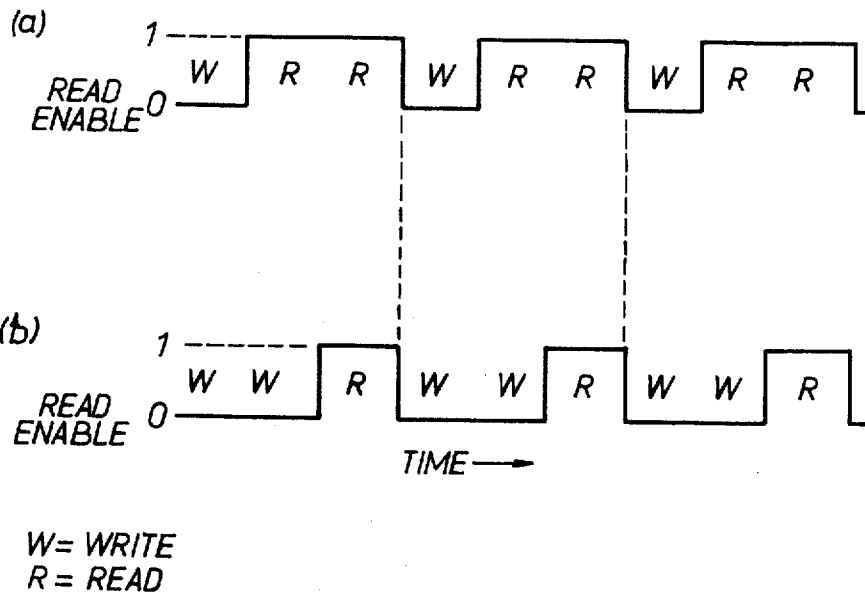 (a)
1
W R R W R R W R R
READ
ENABLE 0
(b)
1
W W R W W R W W R
READ
ENABLE 0
TIME
W= WRITE
R = READ